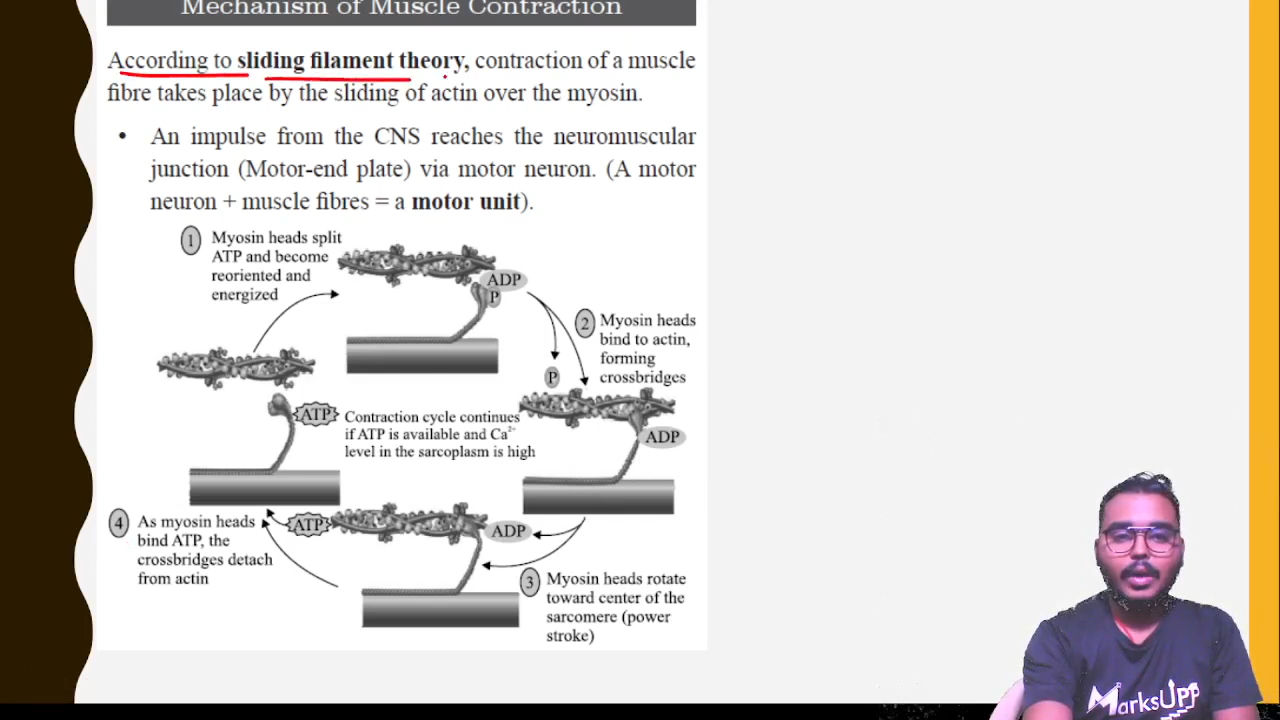 Mechanism of Muscle Contraction
According to sliding filament theory, contraction of a muscle
fibre takes place by the sliding of actin over the myosin.
• An impulse from the CNS reaches the neuromuscular
junction (Motor-end plate) via motor neuron. (A motor
neuron + muscle fibres = a motor unit).
1 Myosin heads split
ATP and become
reoriented and
energized
ADP
P
2 Myosin heads
bind to actin,
forming
crossbridges
P
ATP
Contraction cycle continues
if ATP is available and Ca²⁺
level in the sarcoplasm is high
ADP
4 As myosin heads
bind ATP, the
crossbridges detach
from actin
ATP
ADP
3 Myosin heads rotate
toward center of the
sarcomere (power
stroke)
MarksUPP